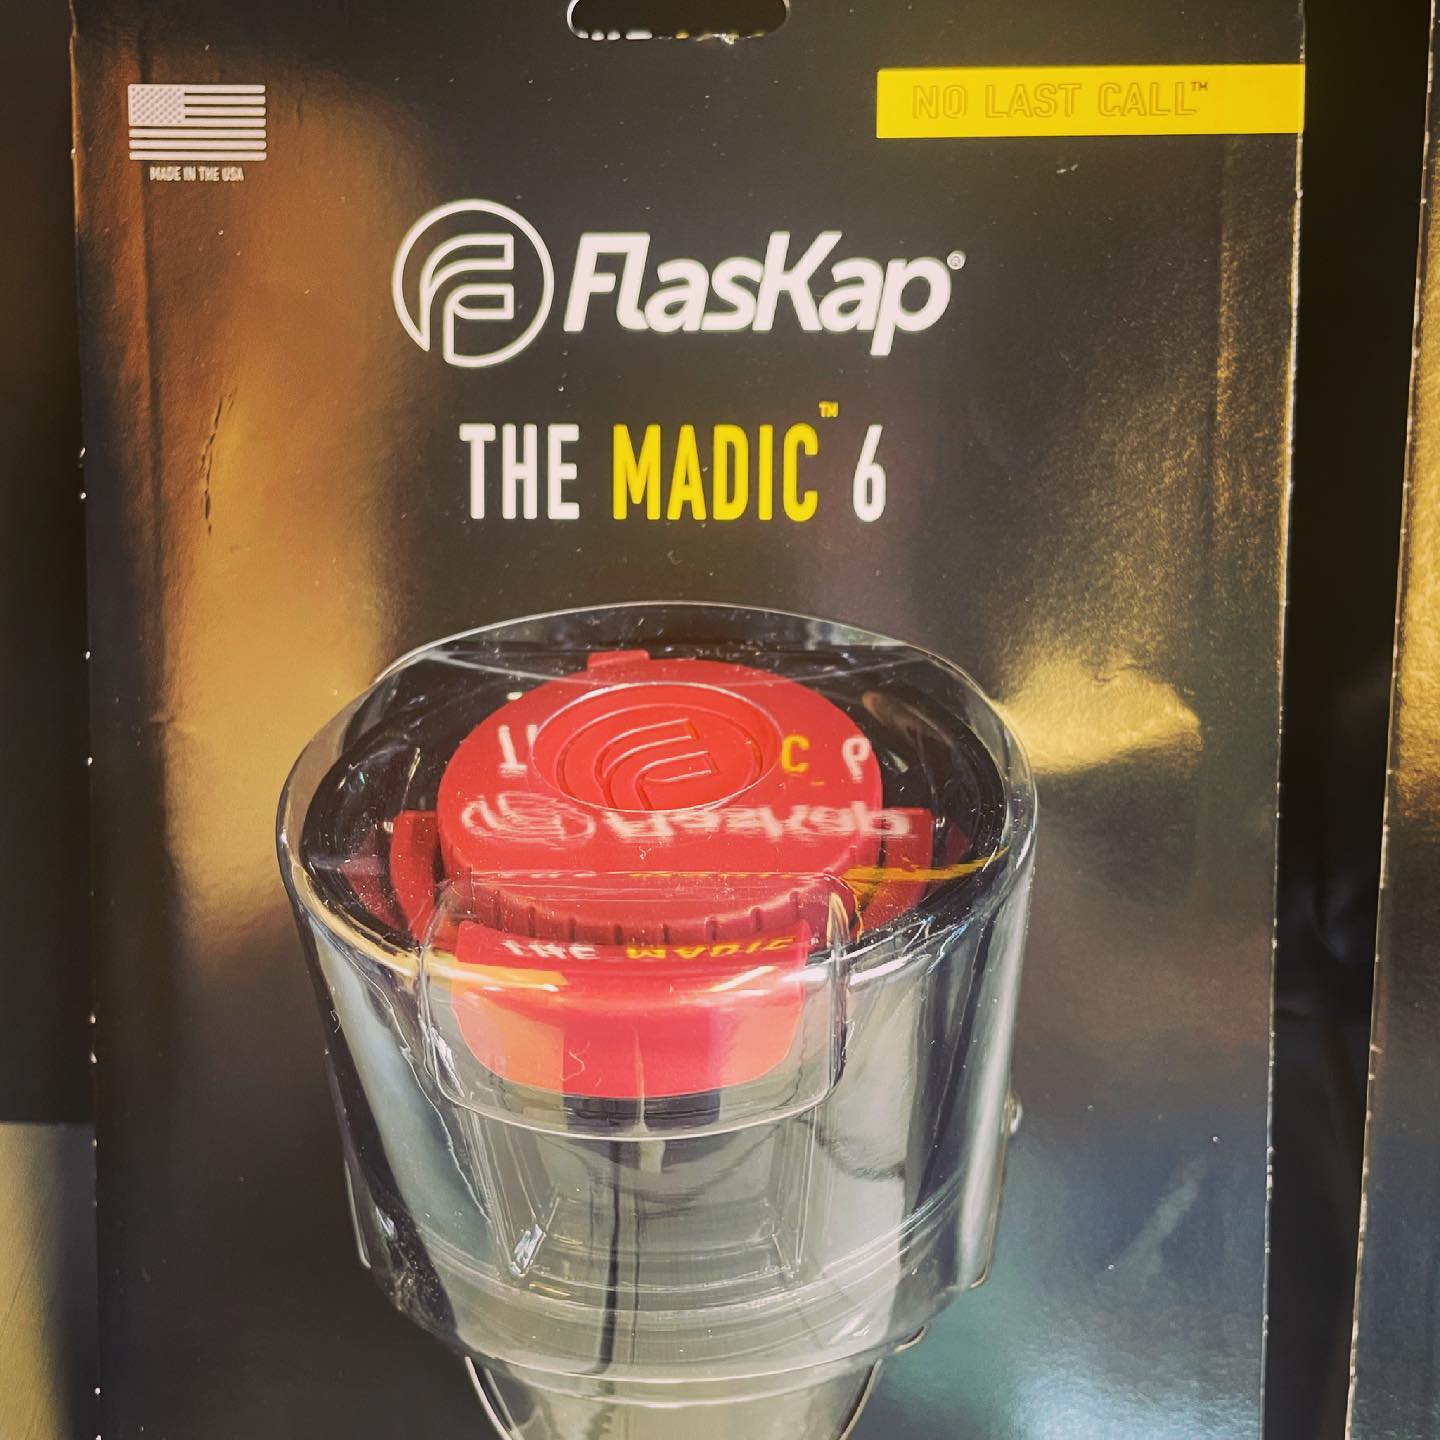 NO LAST CALL™
MADE IN THE USA
FlasKap®
THE MADIC™ 6